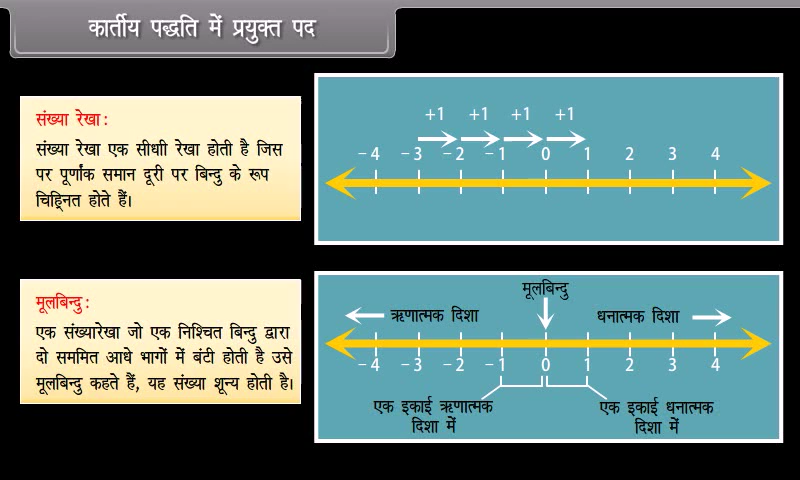 कार्तीय पद्धति में प्रयुक्त पद
संख्या रेखा:
संख्या रेखा एक सीधाी रेखा होती है जिस
पर पूर्णांक समान दूरी पर बिन्दु के रूप
चिह्नित होते हैं।
+1 +1 +1 +1
−4 −3 −2 −1 0 1 2 3 4
मूलबिन्दु:
एक संख्यारेखा जो एक निश्चित बिन्दु द्वारा
दो सममित आधे भागों में बंटी होती है उसे
मूलबिन्दु कहते हैं, यह संख्या शून्य होती है।
मूलबिन्दु
ऋणात्मक दिशा धनात्मक दिशा
−4 −3 −2 −1 0 1 2 3 4
एक इकाई ऋणात्मक
दिशा में
एक इकाई धनात्मक
दिशा में